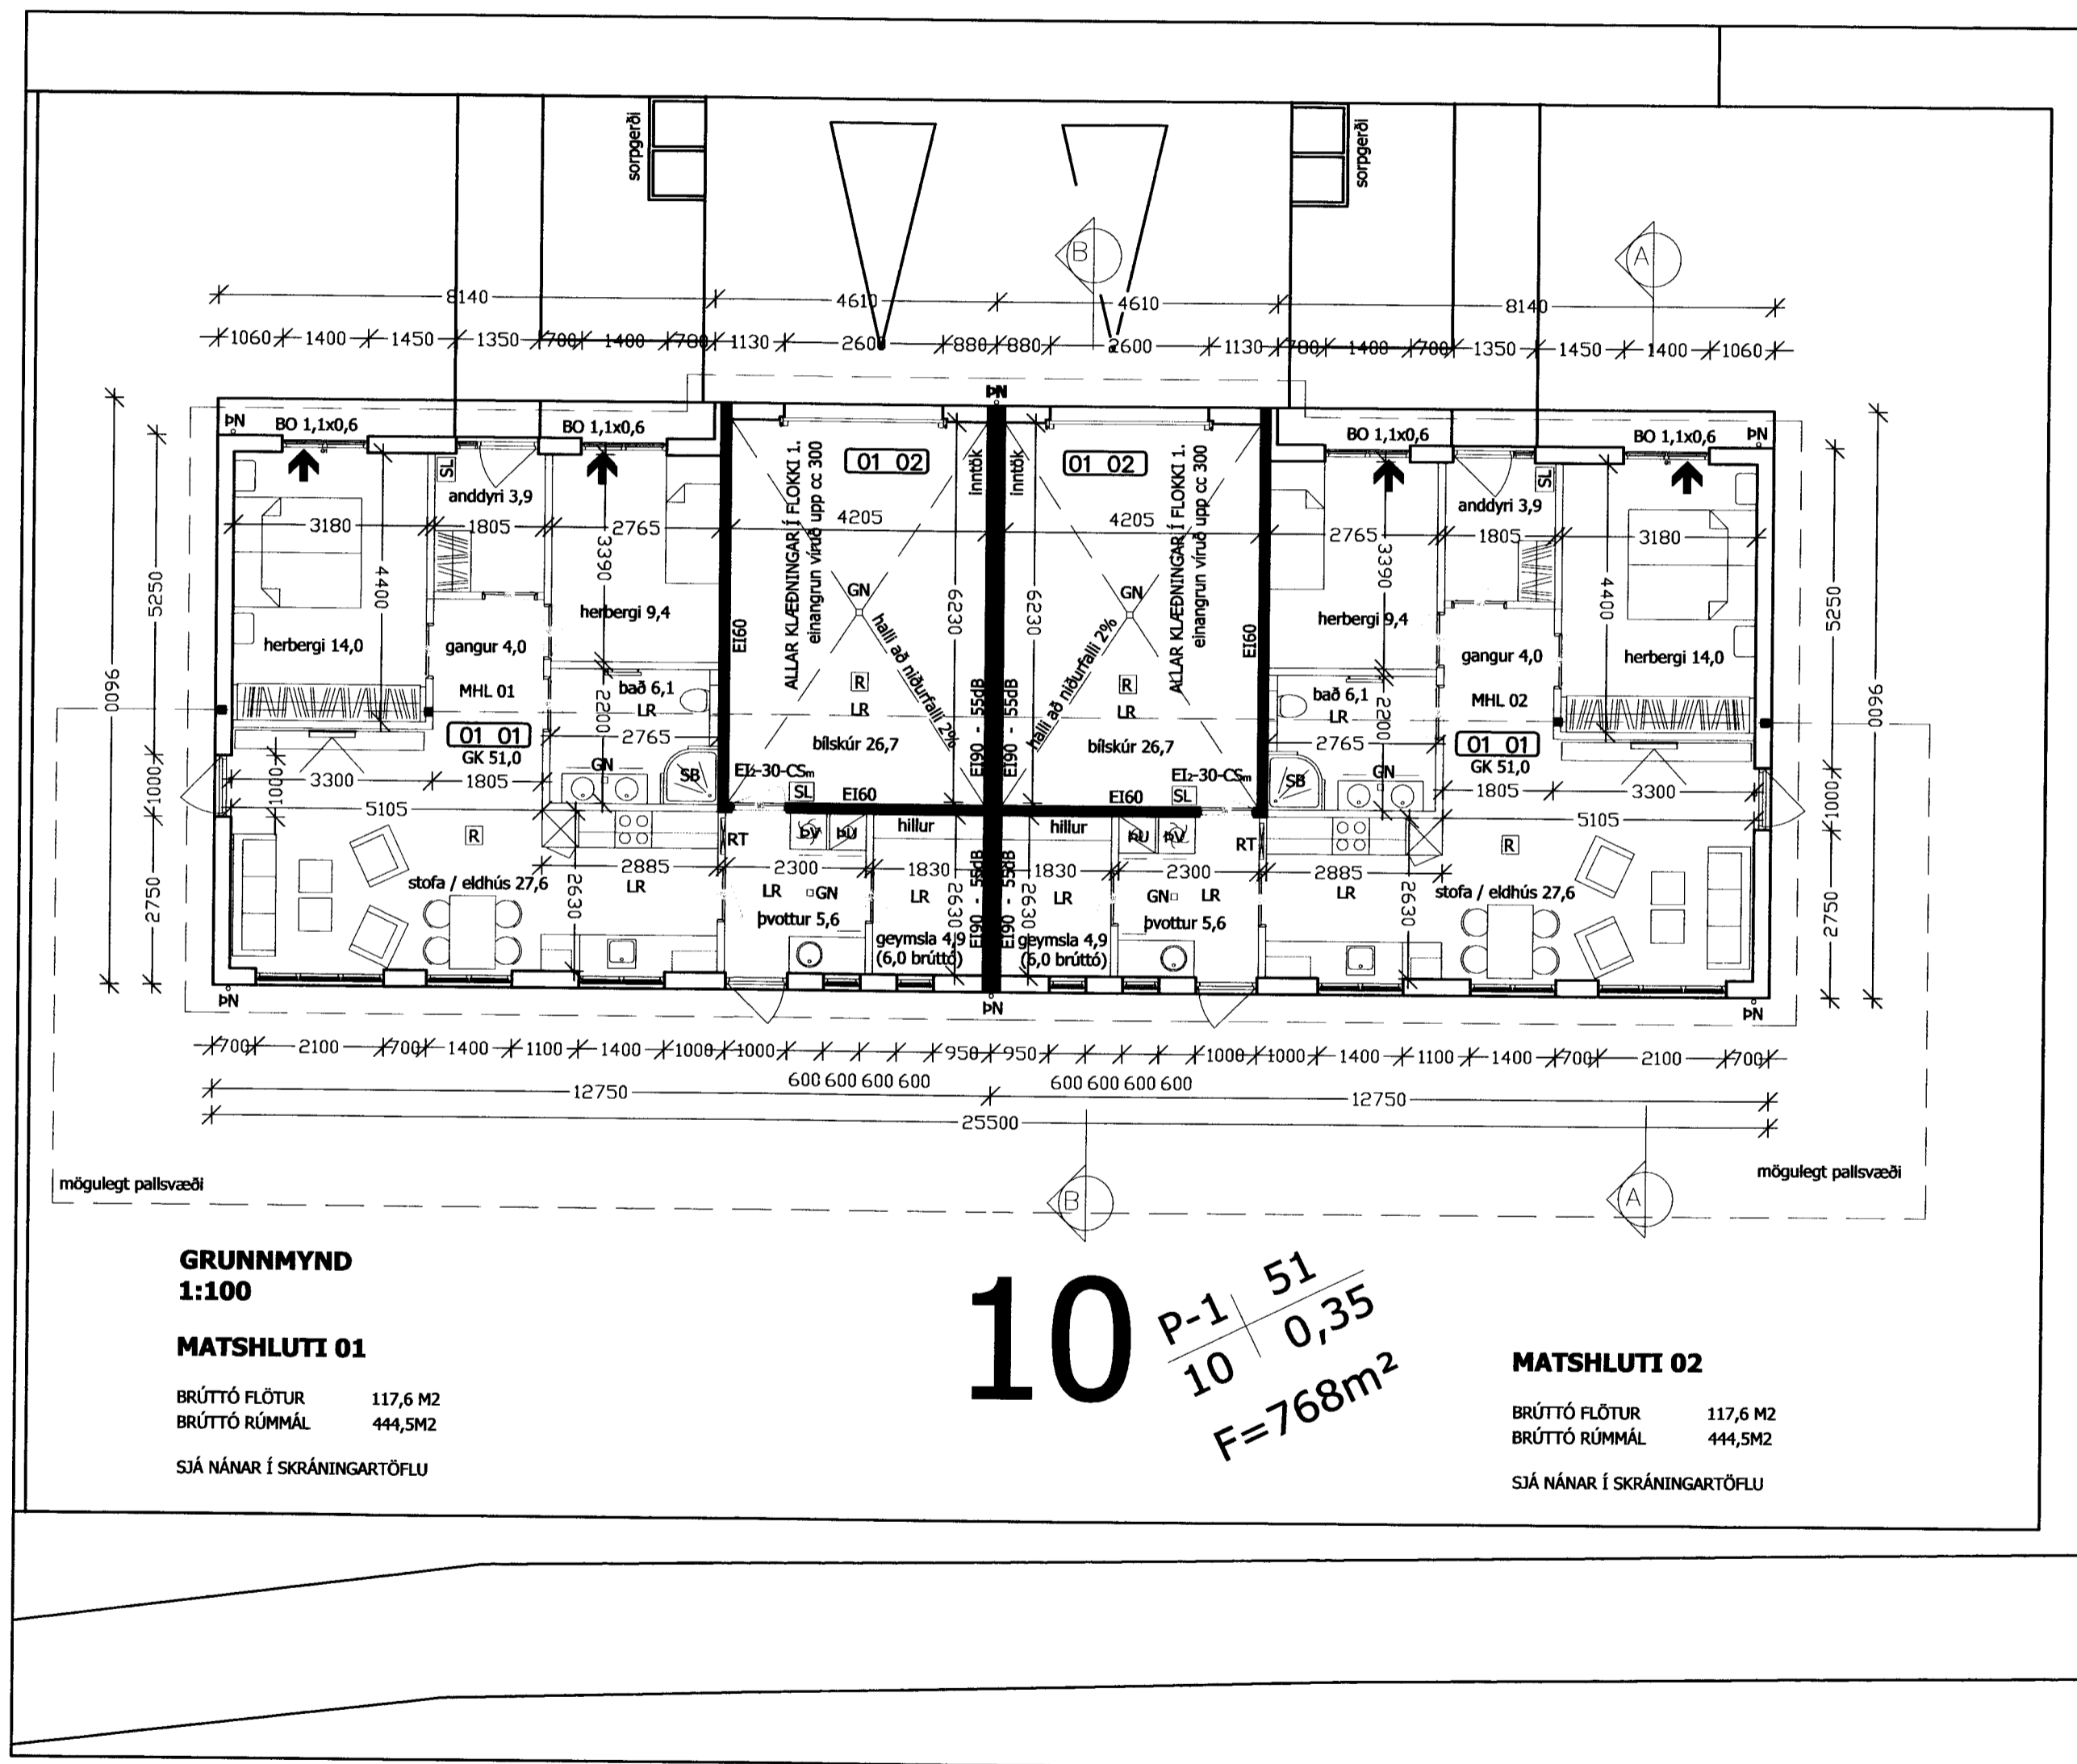 sorpgerði
sorpgerði
B
A
8140 4610 4610 8140
1060 1400 1450 1350 700 1400 780 1130 2600 880 880 2600 1130 780 1400 700 1350 1450 1400 1060
ÞN
ÞN BO 1,1x0,6 BO 1,1x0,6 BO 1,1x0,6 BO 1,1x0,6 ÞN
SL 01 02 inntök inntök 01 02 SL
ALLAR KLÆÐNINGAR Í FLOKKI 1.
einangrun víruð upp cc 300
ALLAR KLÆÐNINGAR Í FLOKKI 1.
einangrun víruð upp cc 300
anddyri 3,9 anddyri 3,9
3180 1805 2765 4205 4205 2765 1805 3180
9600 5250 4400 3390 6230 6230 3390 4400 5250 9600
GN GN
herbergi 14,0 gangur 4,0 herbergi 9,4 EI60 EI60 herbergi 9,4 gangur 4,0 herbergi 14,0
halli að niðurfalli 2% halli að niðurfalli 2%
MHL 01 bað 6,1 R R bað 6,1 MHL 02
LR LR LR LR
EI90 - 55dB EI90 - 55dB
01 01 2200 2765 bílskúr 26,7 bílskúr 26,7 2765 2200 01 01
GK 51,0 GN SB EI2-30-CSm EI2-30-CSm SB GN GK 51,0
1000 1000 3300 1805 SL EI60 EI60 SL 1805 3300 1000
5105 5105
R RT ÞV ÞU hillur hillur ÞU ÞV RT R
2885 2300 1830 1830 2300 2885
2750 stofa / eldhús 27,6 2630 LR LR GN LR 2630 2630 LR GN LR LR 2630 stofa / eldhús 27,6 2750
EI90 - 55dB EI90 - 55dB
þvottur 5,6 þvottur 5,6
geymsla 4,9 geymsla 4,9
(6,0 brúttó) (6,0 brúttó)
ÞN ÞN ÞN
700 2100 700 1400 1100 1400 1000 1000 950 950 1000 1000 1400 1100 1400 700 2100 700
600 600 600 600 600 600 600 600
12750 12750
25500
mögulegt pallsvæði mögulegt pallsvæði
B A
GRUNNMYND
1:100
MATSHLUTI 01
BRÚTTÓ FLÖTUR 117,6 M2
BRÚTTÓ RÚMMÁL 444,5M2
SJÁ NÁNAR Í SKRÁNINGARTÖFLU
10
P-1 51
10 0,35
F=768m²
MATSHLUTI 02
BRÚTTÓ FLÖTUR 117,6 M2
BRÚTTÓ RÚMMÁL 444,5M2
SJÁ NÁNAR Í SKRÁNINGARTÖFLU